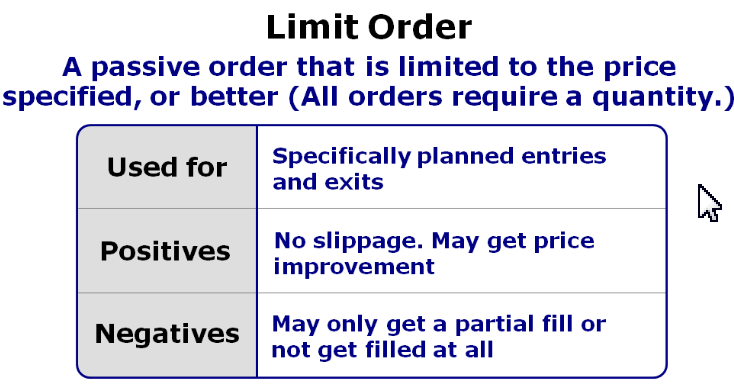 Limit Order
A passive order that is limited to the price
specified, or better (All orders require a quantity.)
Used for
Specifically planned entries
and exits
Positives
No slippage. May get price
improvement
Negatives
May only get a partial fill or
not get filled at all